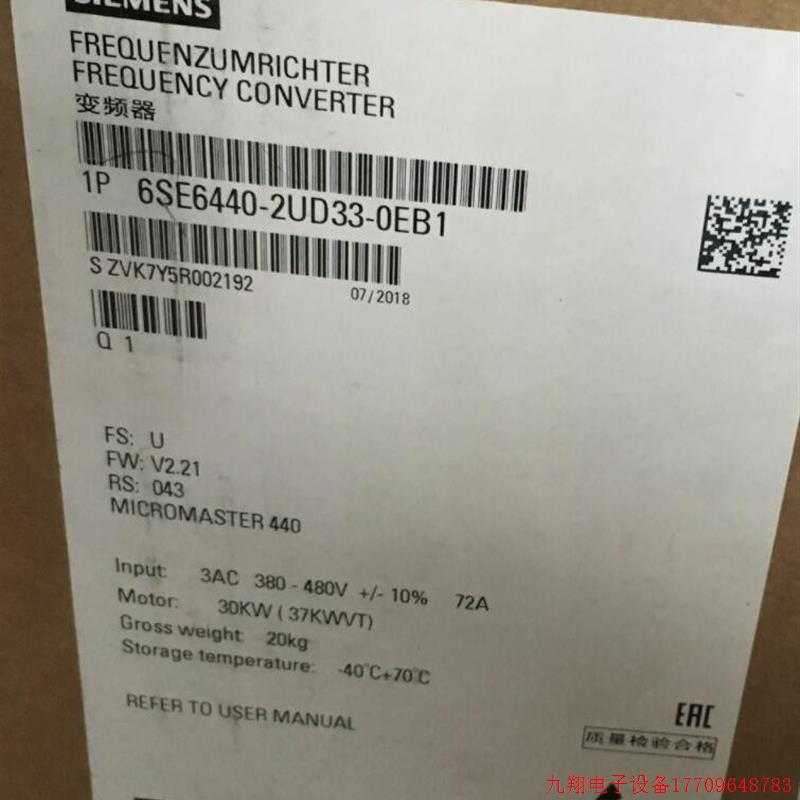 SIEMENS
FREQUENZUMRICHTER
FREQUENCY CONVERTER
变频器
1P 6SE6440-2UD33-0EB1
S ZVK7Y5R002192
07/2018
Q 1
FS: U
FW: V2.21
RS: 043
MICROMASTER 440
Input: 3AC 380 - 480V +/- 10% 72A
Motor: 30KW ( 37KWVT)
Gross weight: 20kg
Storage temperature: -40°C+70°C
REFER TO USER MANUAL
EAC
质量检验合格
九翔电子设备17709648783